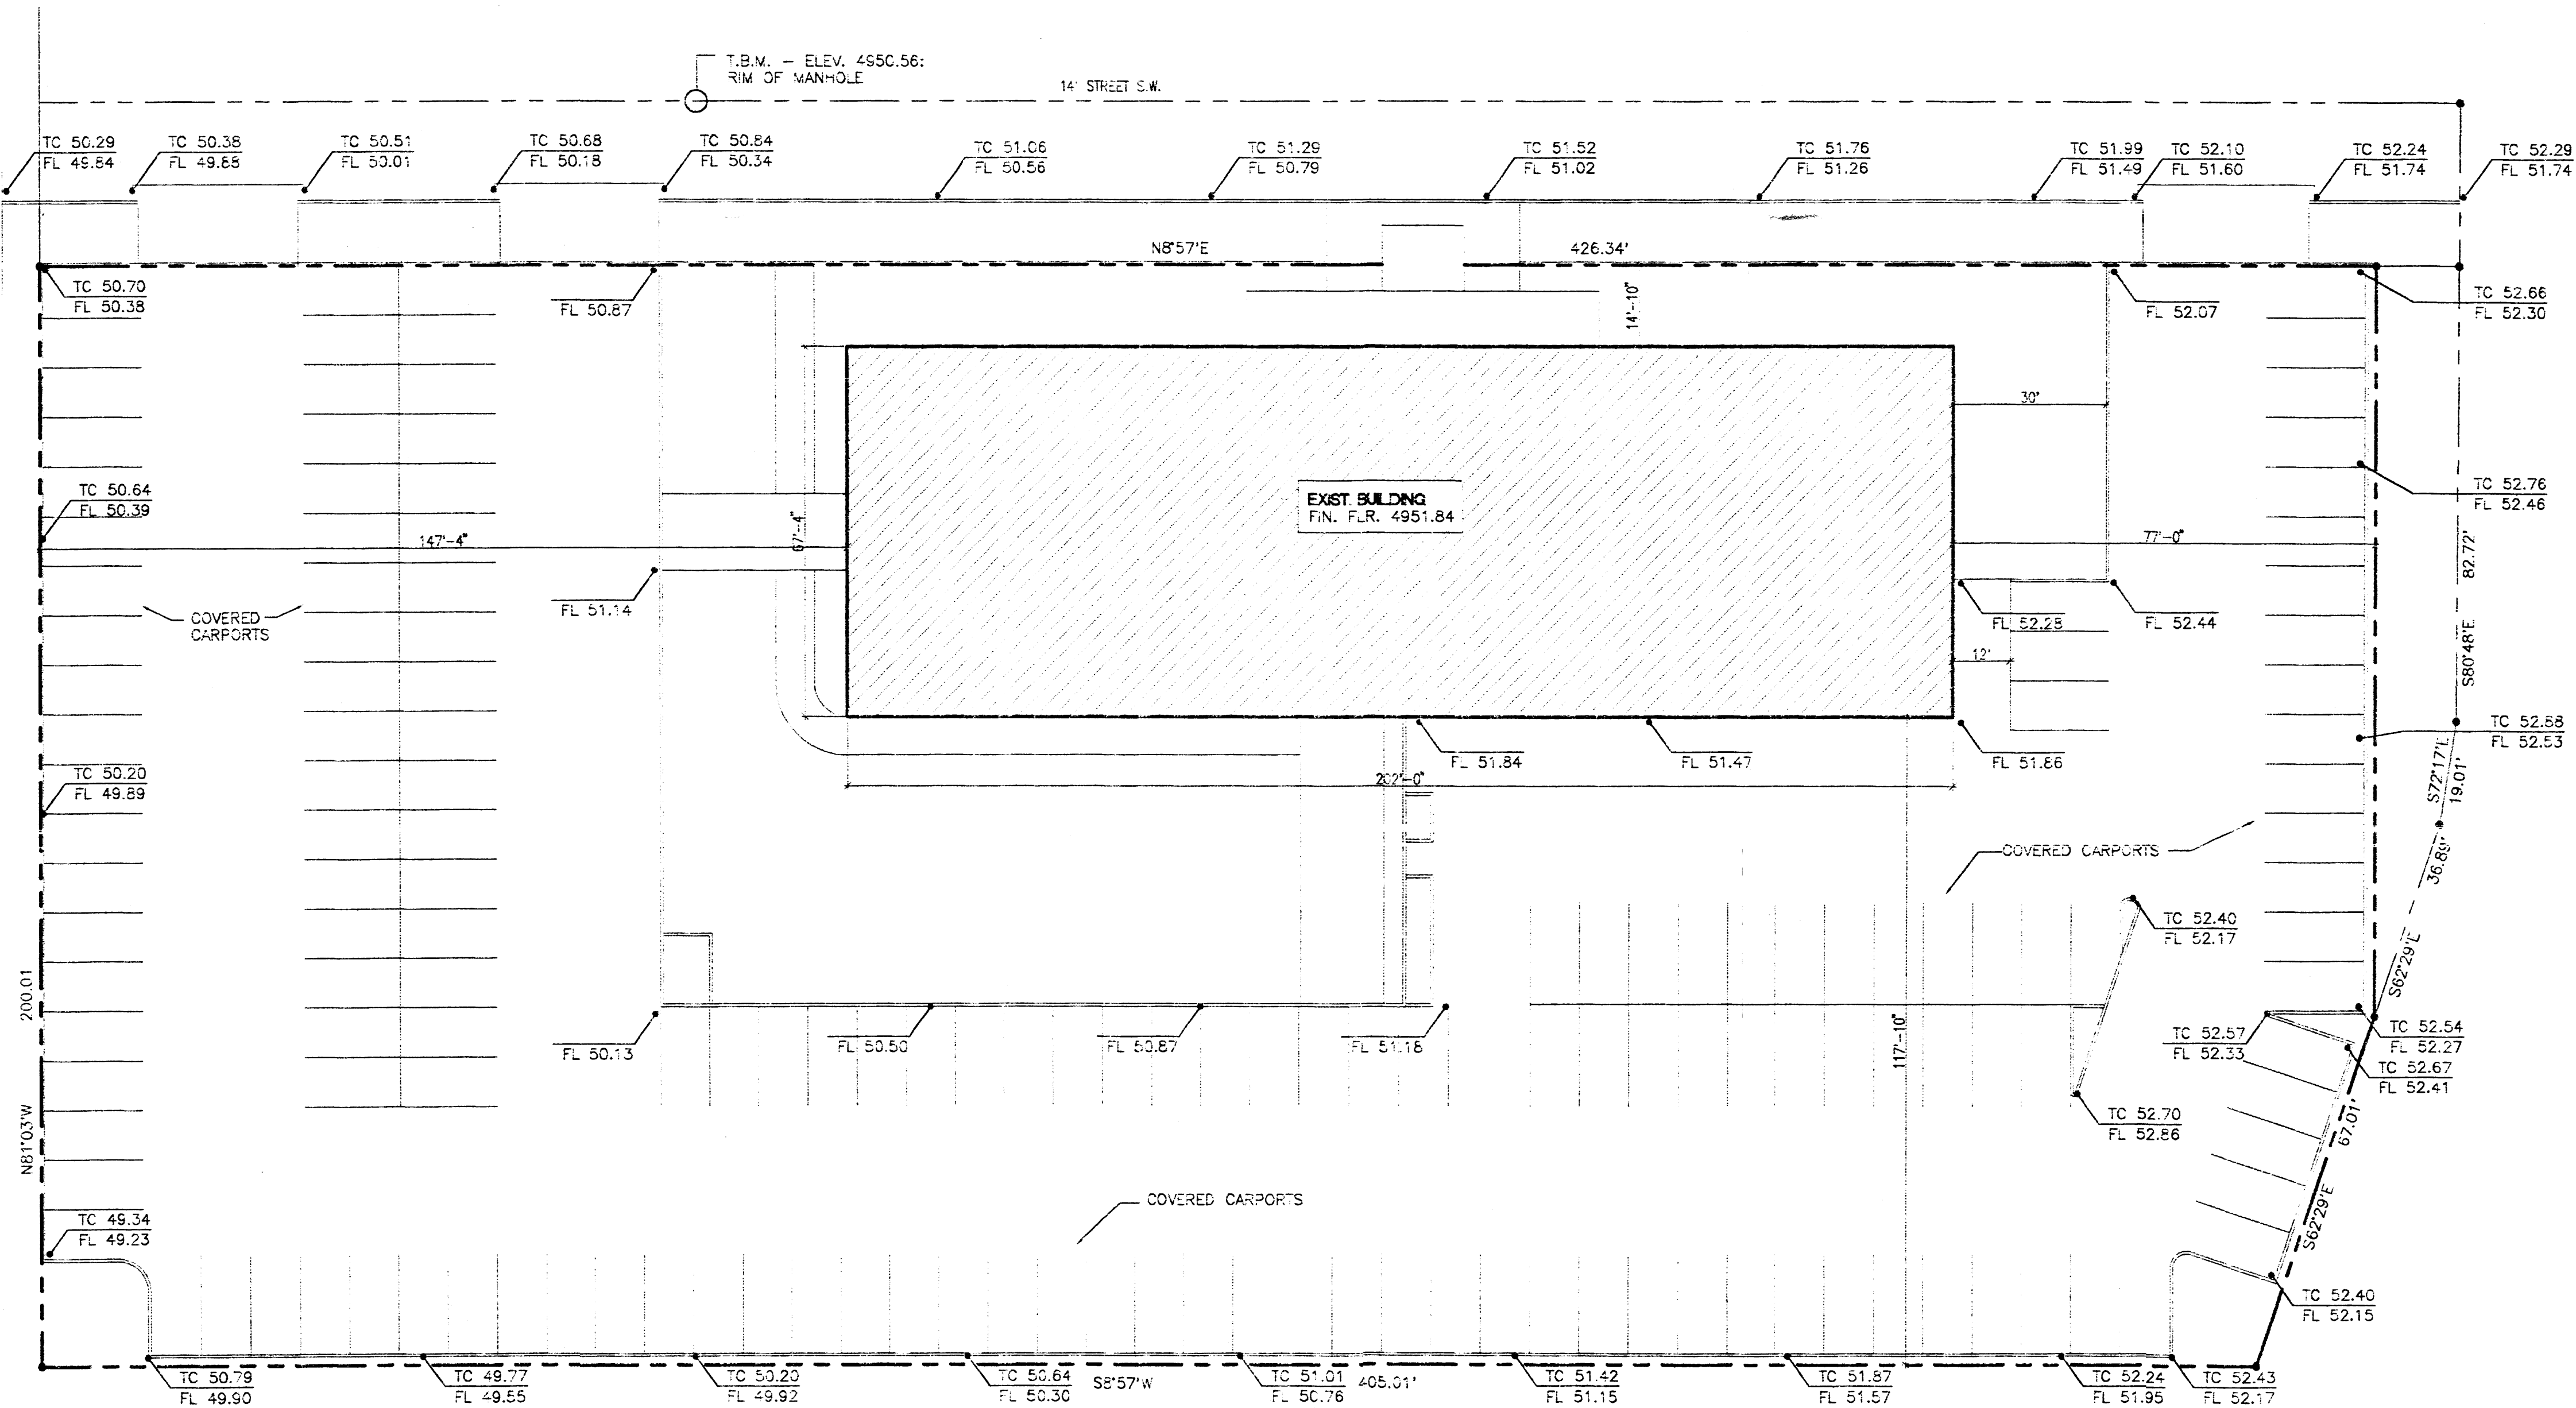 T.B.M. - ELEV. 4950.56:
RIM OF MANHOLE
14' STREET S.W.
TC 50.29
FL 49.84
TC 50.38
FL 49.88
TC 50.51
FL 50.01
TC 50.68
FL 50.18
TC 50.84
FL 50.34
TC 51.06
FL 50.56
TC 51.29
FL 50.79
TC 51.52
FL 51.02
TC 51.76
FL 51.26
TC 51.99
FL 51.49
TC 52.10
FL 51.60
TC 52.24
FL 51.74
TC 52.29
FL 51.74
N8°57'E
426.34'
TC 50.70
FL 50.38
FL 50.87
14'-10"
FL 52.07
TC 52.66
FL 52.30
30'
TC 50.64
FL 50.39
EXIST. BUILDING
FIN. FLR. 4951.84
TC 52.76
FL 52.46
147'-4"
67'-4"
77'-0"
82.72'
S80°48'E
FL 51.14
COVERED
CARPORTS
FL 52.28
FL 52.44
12'
TC 52.88
FL 52.53
FL 51.84
FL 51.47
FL 51.86
202'-0"
TC 50.20
FL 49.89
S72°17'E
19.01'
COVERED CARPORTS
36.89'
S62°29'E
TC 52.40
FL 52.17
200.01
N81°03'W
FL 50.13
FL 50.50
FL 50.87
FL 51.18
117'-10"
TC 52.57
FL 52.33
TC 52.54
FL 52.27
TC 52.67
FL 52.41
TC 52.70
FL 52.86
67.01'
S62°29'E
COVERED CARPORTS
TC 49.34
FL 49.23
TC 52.40
FL 52.15
TC 50.79
FL 49.90
TC 49.77
FL 49.55
TC 50.20
FL 49.92
TC 50.64
FL 50.30
S8°57'W
TC 51.01
FL 50.76
405.01'
TC 51.42
FL 51.15
TC 51.87
FL 51.57
TC 52.24
FL 51.95
TC 52.43
FL 52.17